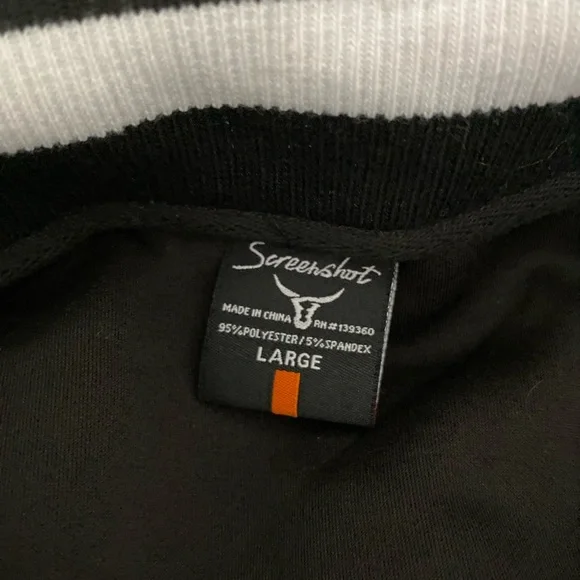 Screenshot
MADE IN CHINA RN#139360
95%POLYESTER/5%SPANDEX
LARGE